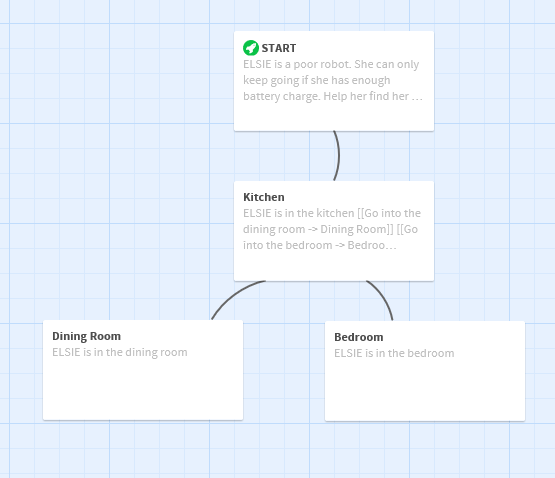 START
ELSIE is a poor robot. She can only
keep going if she has enough
battery charge. Help her find her …
Kitchen
ELSIE is in the kitchen [[Go into the
dining room -> Dining Room]] [[Go
into the bedroom -> Bedroo…
Dining Room
ELSIE is in the dining room
Bedroom
ELSIE is in the bedroom